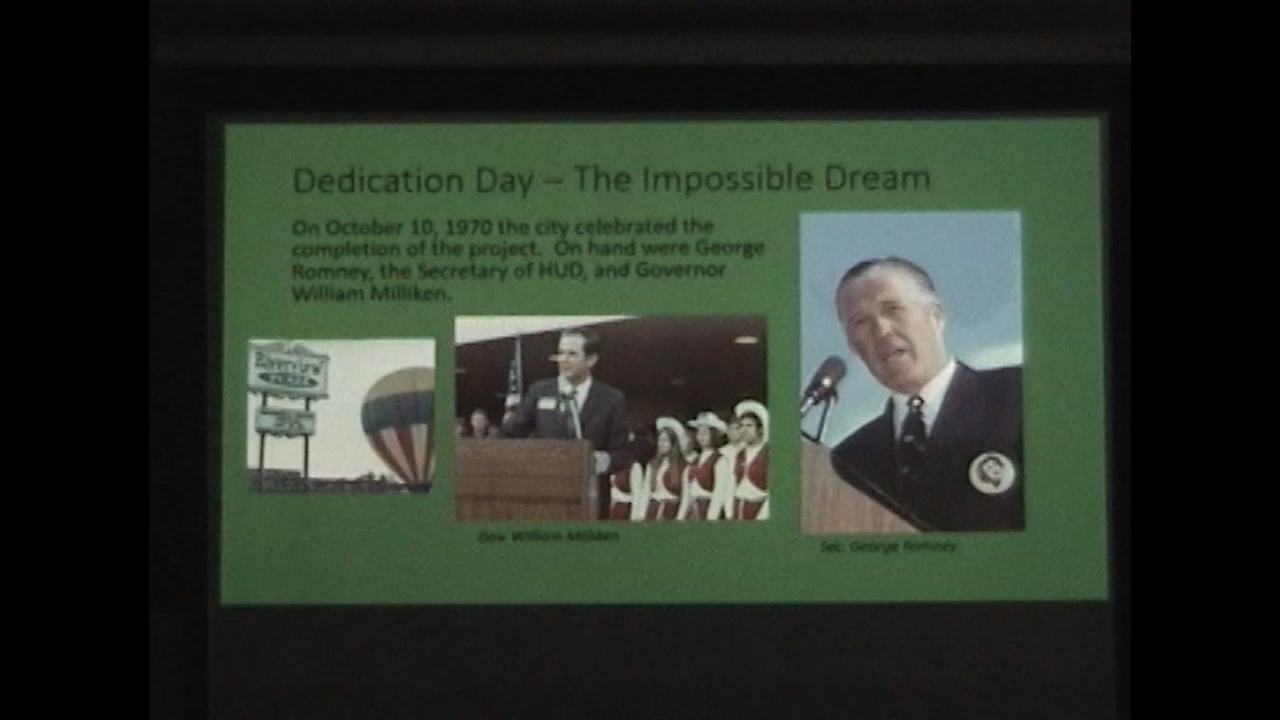 Dedication Day – The Impossible Dream
On October 10, 1970 the city celebrated the
completion of the project. On hand were George
Romney, the Secretary of HUD, and Governor
William Milliken.
Riverview
Gov. William Milliken
Sec. George Romney